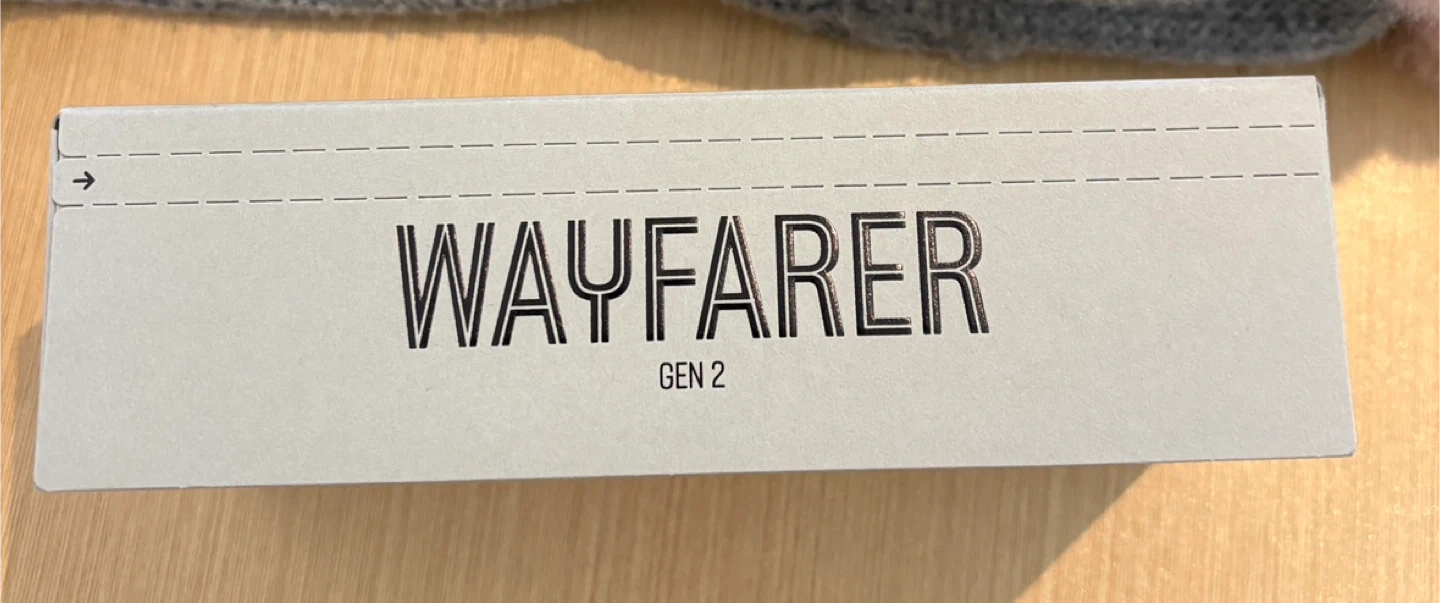 →
WAYFARER
GEN 2